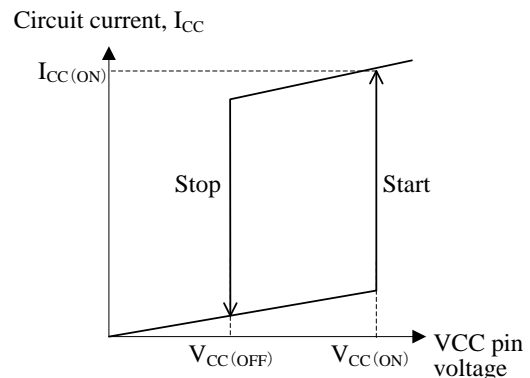 Circuit current, I_CC
I_CC(ON)
Stop
Start
V_CC(OFF)
V_CC(ON)
VCC pin
voltage